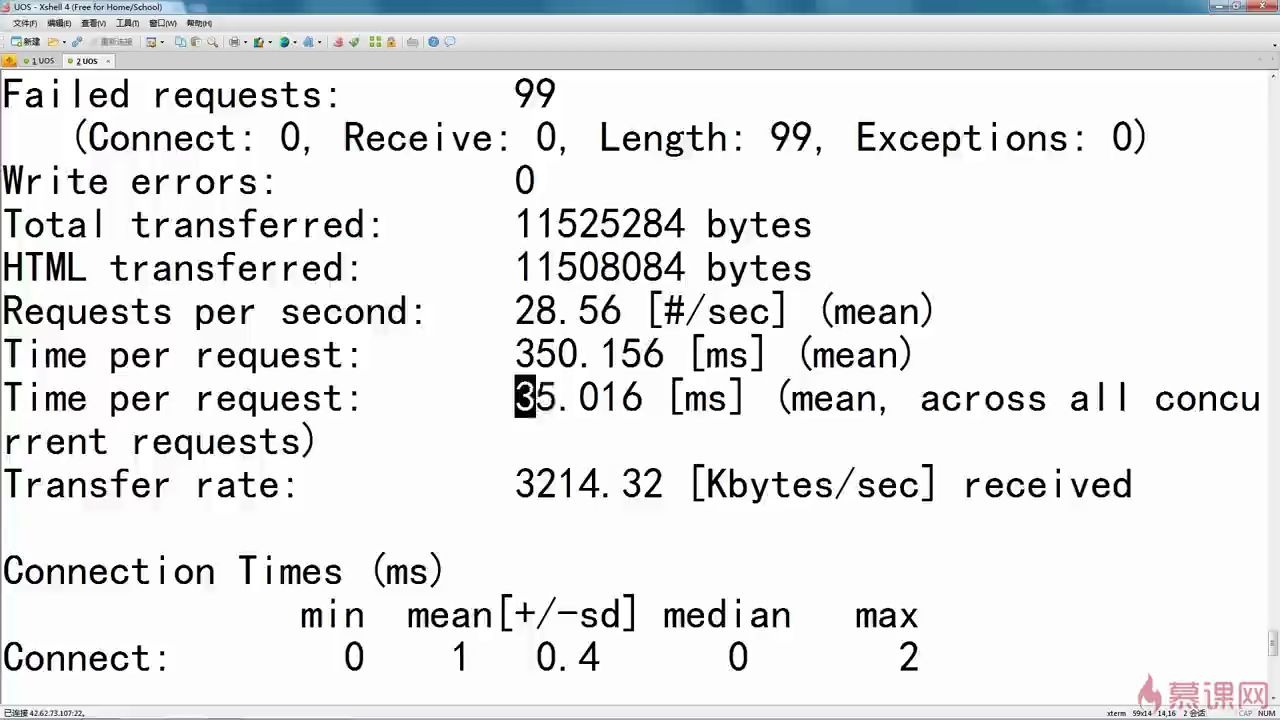 UOS - Xshell 4 (Free for Home/School)
文件(F) 编辑(E) 查看(V) 工具(T) 窗口(W) 帮助(H)
新建 重新连接
1 UOS 2 UOS
Failed requests: 99
(Connect: 0, Receive: 0, Length: 99, Exceptions: 0)
Write errors: 0
Total transferred: 11525284 bytes
HTML transferred: 11508084 bytes
Requests per second: 28.56 [#/sec] (mean)
Time per request: 350.156 [ms] (mean)
Time per request: 35.016 [ms] (mean, across all concu
rrent requests)
Transfer rate: 3214.32 [Kbytes/sec] received
Connection Times (ms)
min mean[+/-sd] median max
Connect: 0 1 0.4 0 2
慕课网
已连接 42.62.73.107:22。 xterm 59x14 14,16 2 会话 CAP NUM